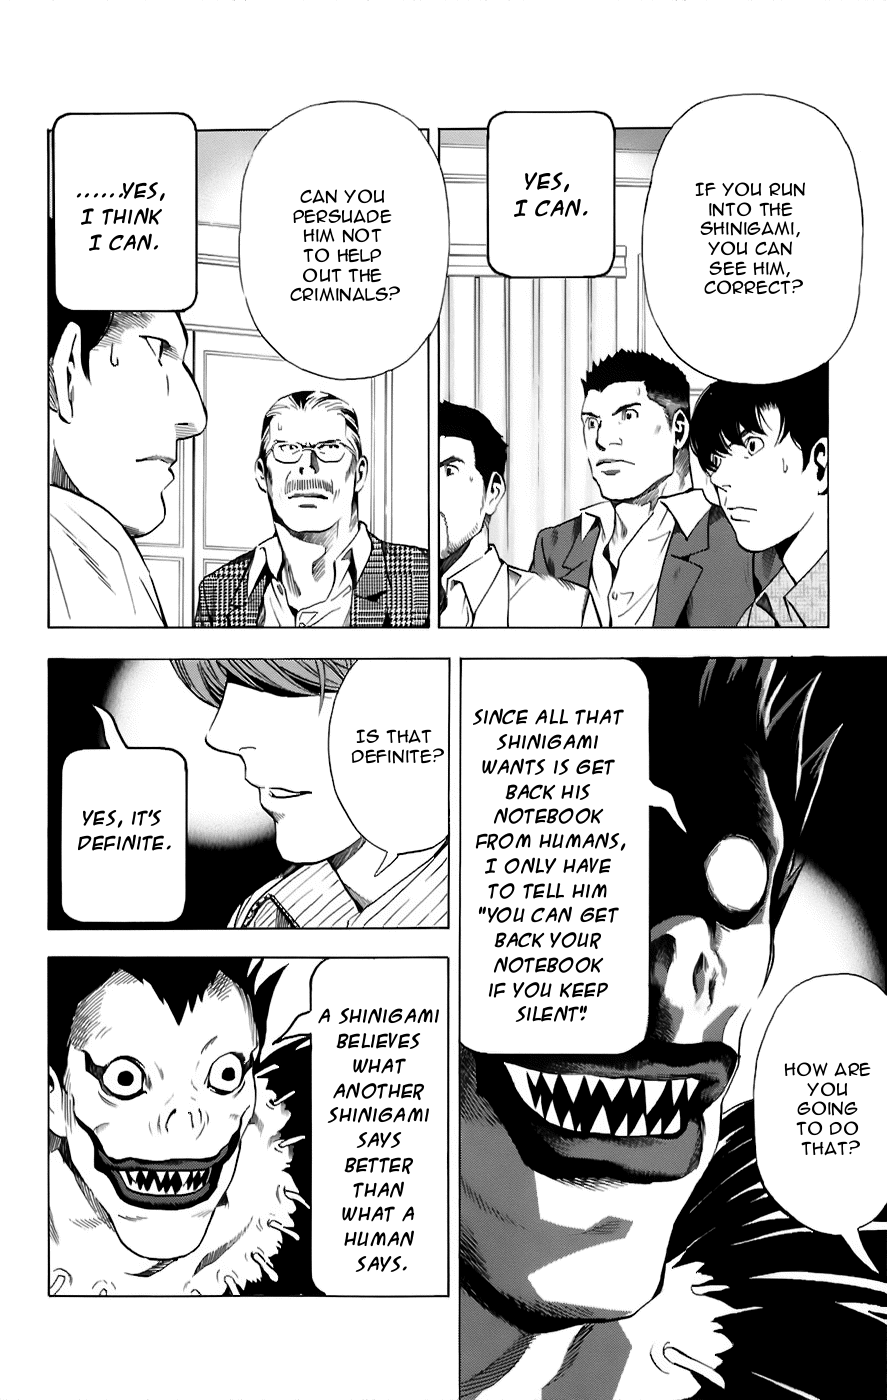 IF YOU RUN
INTO THE
SHINIGAMI,
YOU CAN
SEE HIM,
CORRECT?
YES,
I CAN.
CAN YOU
PERSUADE
HIM NOT
TO HELP
OUT THE
CRIMINALS?
......YES,
I THINK
I CAN.
HOW ARE
YOU
GOING
TO DO
THAT?
SINCE ALL THAT
SHINIGAMI
WANTS IS GET
BACK HIS
NOTEBOOK
FROM HUMANS,
I ONLY HAVE
TO TELL HIM
"YOU CAN GET
BACK YOUR
NOTEBOOK
IF YOU KEEP
SILENT".
IS THAT
DEFINITE?
YES, IT'S
DEFINITE.
A SHINIGAMI
BELIEVES
WHAT
ANOTHER
SHINIGAMI
SAYS
BETTER
THAN
WHAT A
HUMAN
SAYS.